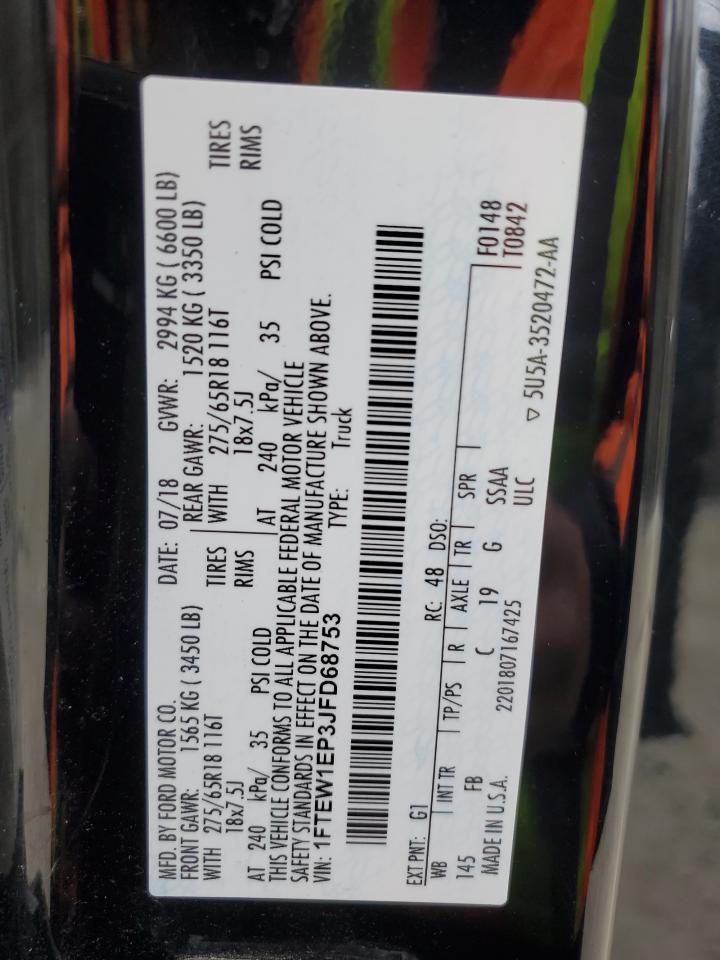 MFD. BY FORD MOTOR CO. DATE: 07/18 GVWR: 2994 KG ( 6600 LB)
FRONT GAWR: 1565 KG ( 3450 LB) REAR GAWR: 1520 KG ( 3350 LB)
WITH 275/65R18 116T TIRES WITH 275/65R18 116T TIRES
18x7.5J RIMS 18x7.5J RIMS
AT 240 kPa/ 35 PSI COLD AT 240 kPa/ 35 PSI COLD
THIS VEHICLE CONFORMS TO ALL APPLICABLE FEDERAL MOTOR VEHICLE
SAFETY STANDARDS IN EFFECT ON THE DATE OF MANUFACTURE SHOWN ABOVE.
VIN: 1FTEW1EP3JFD68753 TYPE: Truck
EXT PNT: G1 RC: 48 DSO: F0148
WB INT TR TP/PS R AXLE TR SPR T0842
145 FB C 19 G SSAA
MADE IN U.S.A. 2201807167425 ULC ▽ 5U5A-3520472-AA